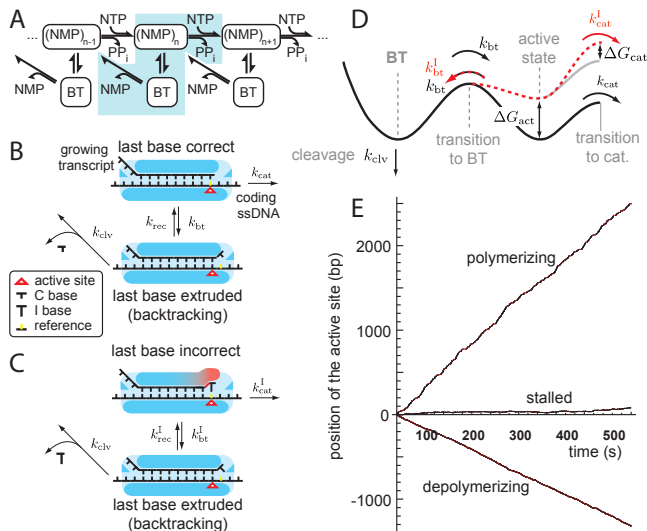 A
... (NMP)n-1 NTP PPi (NMP)n NTP PPi (NMP)n+1 NTP PPi ...
NMP BT NMP BT NMP BT
B
last base correct
growing
transcript
kcat
coding
ssDNA
kclv
krec kbt
active site
C base
I base
reference
last base extruded
(backtracking)
C
last base incorrect
kIcat
kclv
kIrec kIbt
last base extruded
(backtracking)
D
BT
kbt
kIbt
kbt
active
state
kIcat
ΔGcat
kcat
ΔGact
cleavage
kclv
transition
to BT
transition
to cat.
E
position of the active site (bp)
2000
1000
0
-1000
100 200 300 400 500
time (s)
polymerizing
stalled
depolymerizing